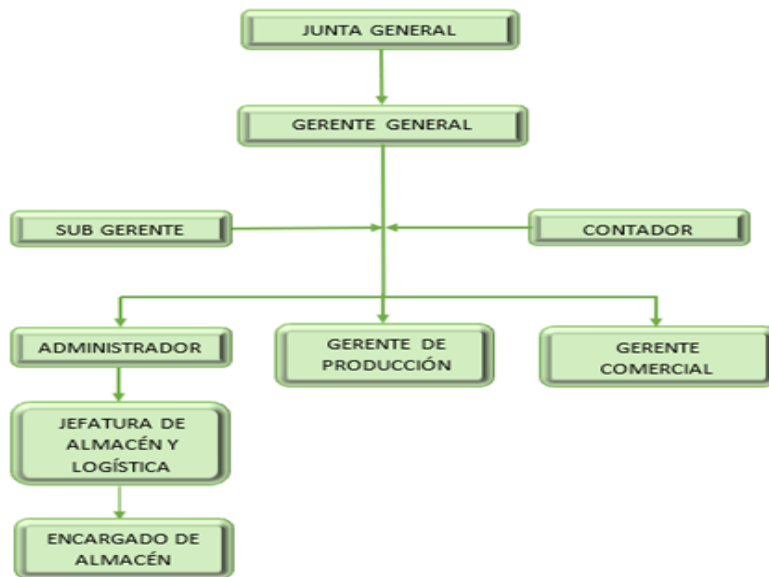 JUNTA GENERAL
GERENTE GENERAL
SUB GERENTE
CONTADOR
ADMINISTRADOR
GERENTE DE
PRODUCCIÓN
GERENTE
COMERCIAL
JEFATURA DE
ALMACÉN Y
LOGÍSTICA
ENCARGADO DE
ALMACÉN